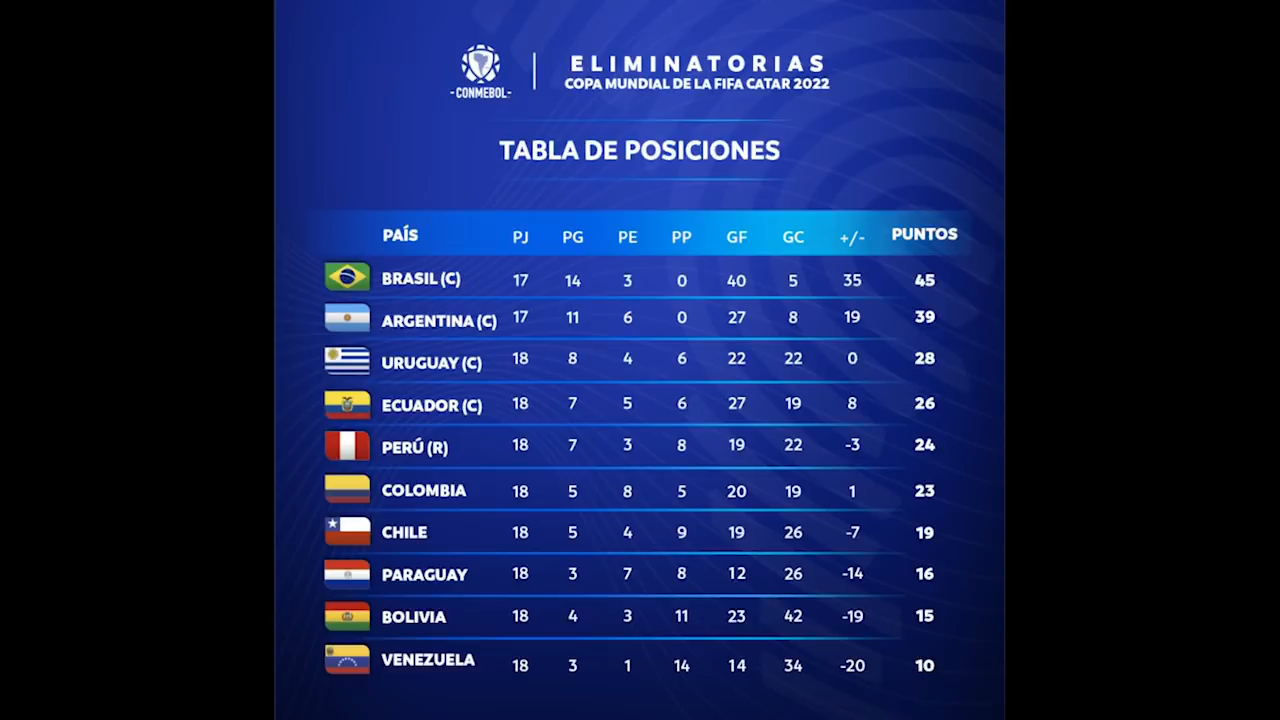 -CONMEBOL-
ELIMINATORIAS
COPA MUNDIAL DE LA FIFA CATAR 2022
TABLA DE POSICIONES
PAÍS PJ PG PE PP GF GC +/- PUNTOS
BRASIL (C) 17 14 3 0 40 5 35 45
ARGENTINA (C) 17 11 6 0 27 8 19 39
URUGUAY (C) 18 8 4 6 22 22 0 28
ECUADOR (C) 18 7 5 6 27 19 8 26
PERÚ (R) 18 7 3 8 19 22 -3 24
COLOMBIA 18 5 8 5 20 19 1 23
CHILE 18 5 4 9 19 26 -7 19
PARAGUAY 18 3 7 8 12 26 -14 16
BOLIVIA 18 4 3 11 23 42 -19 15
VENEZUELA 18 3 1 14 14 34 -20 10